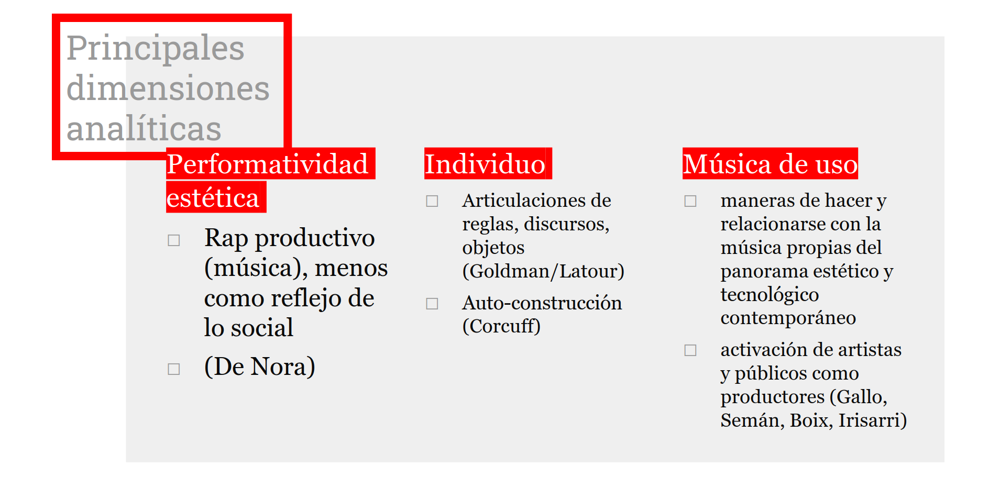 Principales
dimensiones
analíticas
Performatividad
estética
Rap productivo
(música), menos
como reflejo de
lo social
(De Nora)
Individuo
Articulaciones de
reglas, discursos,
objetos
(Goldman/Latour)
Auto-construcción
(Corcuff)
Música de uso
maneras de hacer y
relacionarse con la
música propias del
panorama estético y
tecnológico
contemporáneo
activación de artistas
y públicos como
productores (Gallo,
Semán, Boix, Irisarri)